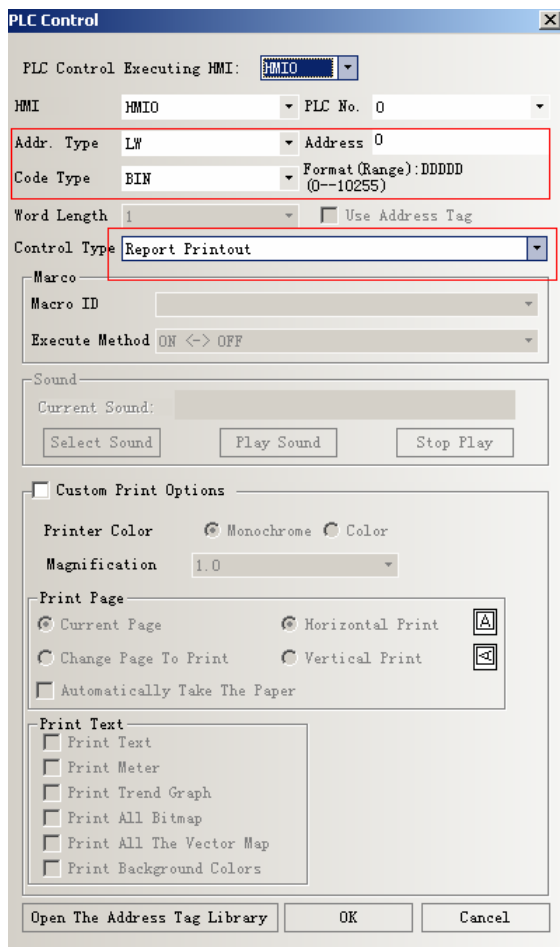 PLC Control
PLC Control Executing HMI: HMI0
HMI HMI0 PLC No. 0
Addr. Type LW Address 0
Code Type BIN Format(Range):DDDDD
(0--10255)
Word Length 1 Use Address Tag
Control Type Report Printout
Marco
Macro ID
Execute Method ON <-> OFF
Sound
Current Sound:
Select Sound Play Sound Stop Play
Custom Print Options
Printer Color Monochrome Color
Magnification 1.0
Print Page
Current Page Horizontal Print A
Change Page To Print Vertical Print A
Automatically Take The Paper
Print Text
Print Text
Print Meter
Print Trend Graph
Print All Bitmap
Print All The Vector Map
Print Background Colors
Open The Address Tag Library OK Cancel